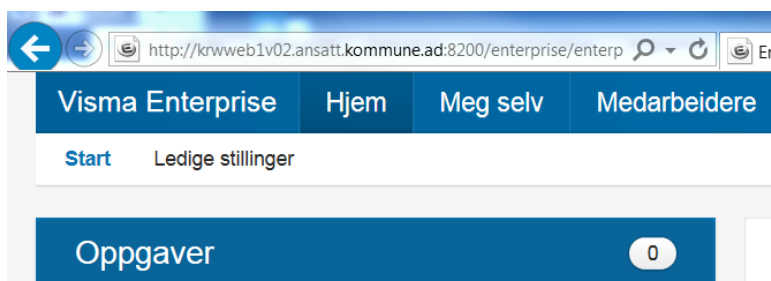 http://krwweb1v02.ansatt.kommune.ad:8200/enterprise/enterp
Visma Enterprise Hjem Meg selv Medarbeidere
Start Ledige stillinger
Oppgaver 0